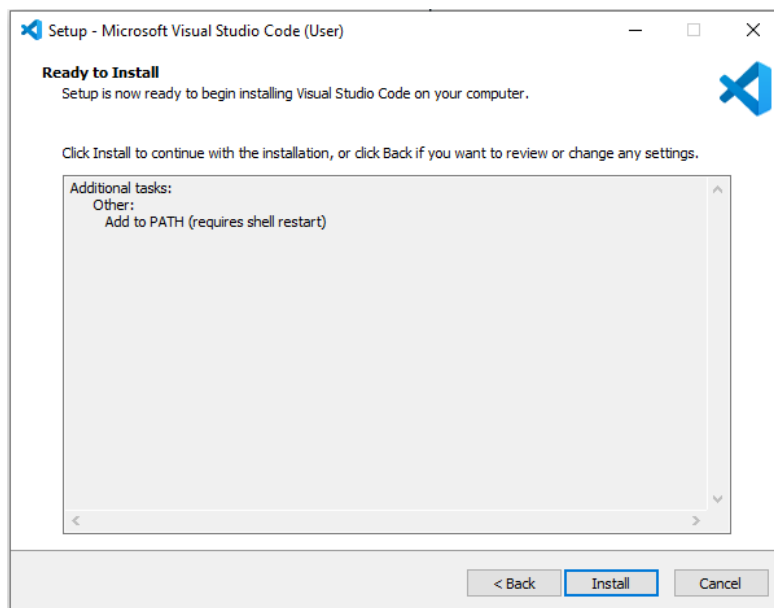 Setup - Microsoft Visual Studio Code (User)
Ready to Install
Setup is now ready to begin installing Visual Studio Code on your computer.
Click Install to continue with the installation, or click Back if you want to review or change any settings.
Additional tasks:
Other:
Add to PATH (requires shell restart)
< Back
Install
Cancel